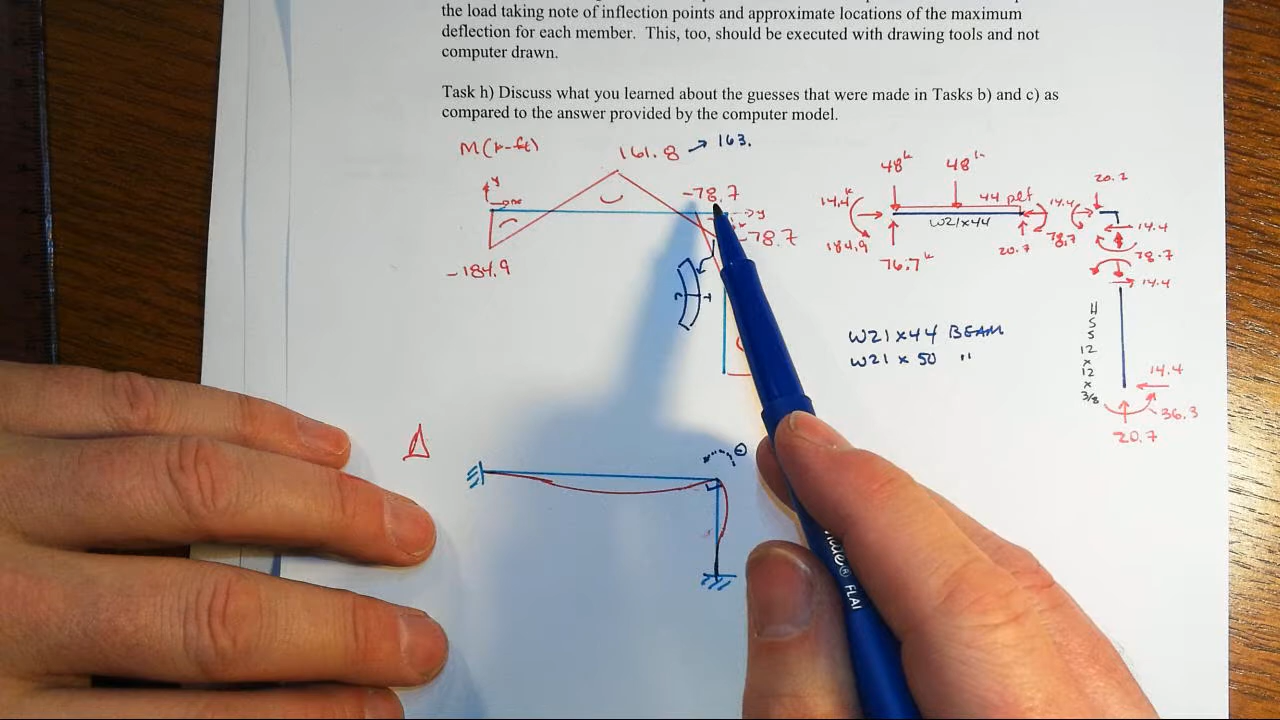 the load taking note of inflection points and approximate locations of the maximum
deflection for each member. This, too, should be executed with drawing tools and not
computer drawn.
Task h) Discuss what you learned about the guesses that were made in Tasks b) and c) as
compared to the answer provided by the computer model.
M(k-ft)
161.8 → 163.
-78.7
-78.7
-184.9
y
y
48k
48k
44 plf
14.4k
W21x44
184.9
76.7k
20.7
14.4
78.7
20.7
14.4
78.7
14.4
HSS 12 x 12 x 3/8
14.4
36.3
20.7
W21x44 BEAM
W21 x 50 "
Δ
FLAI